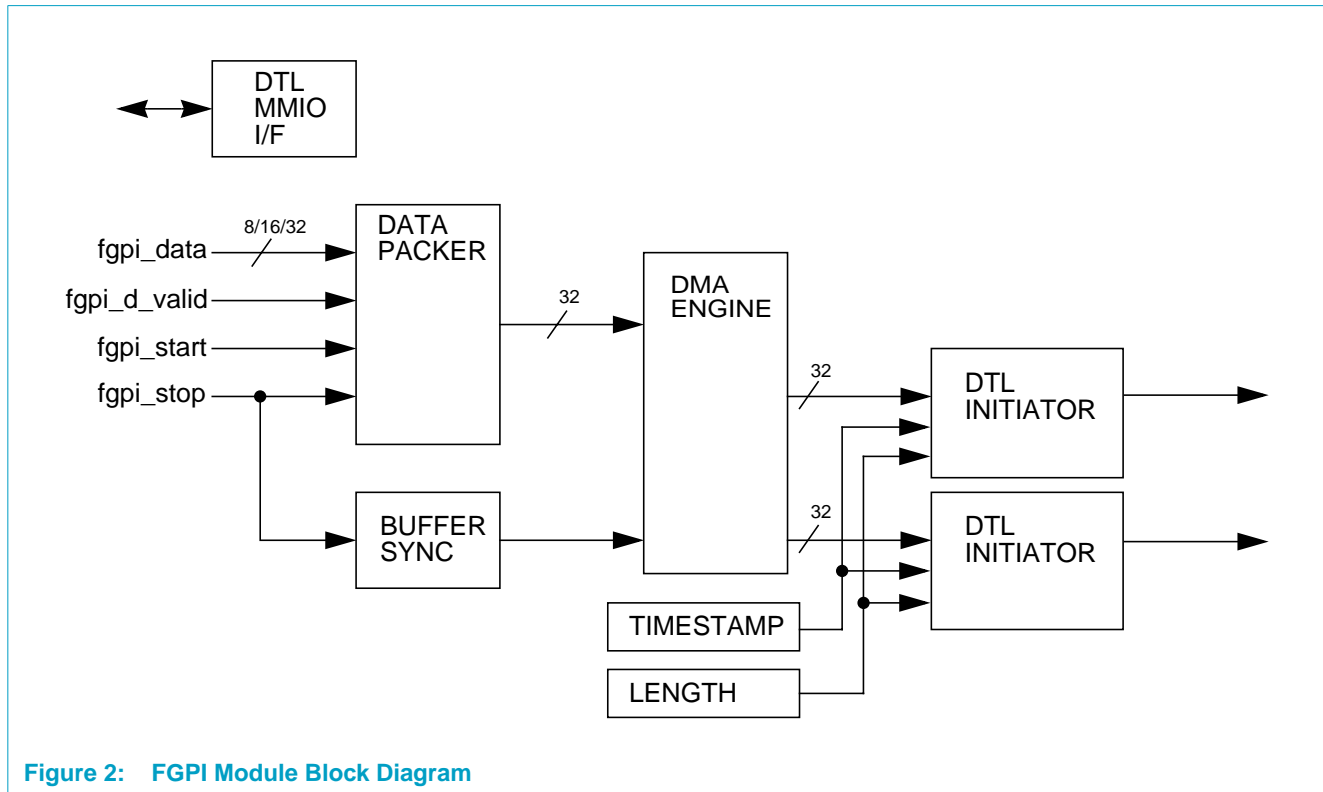 DTL
MMIO
I/F
8/16/32
fgpi_data
fgpi_d_valid
fgpi_start
fgpi_stop
DATA
PACKER
32
BUFFER
SYNC
DMA
ENGINE
32
32
DTL
INITIATOR
DTL
INITIATOR
TIMESTAMP
LENGTH
Figure 2: FGPI Module Block Diagram